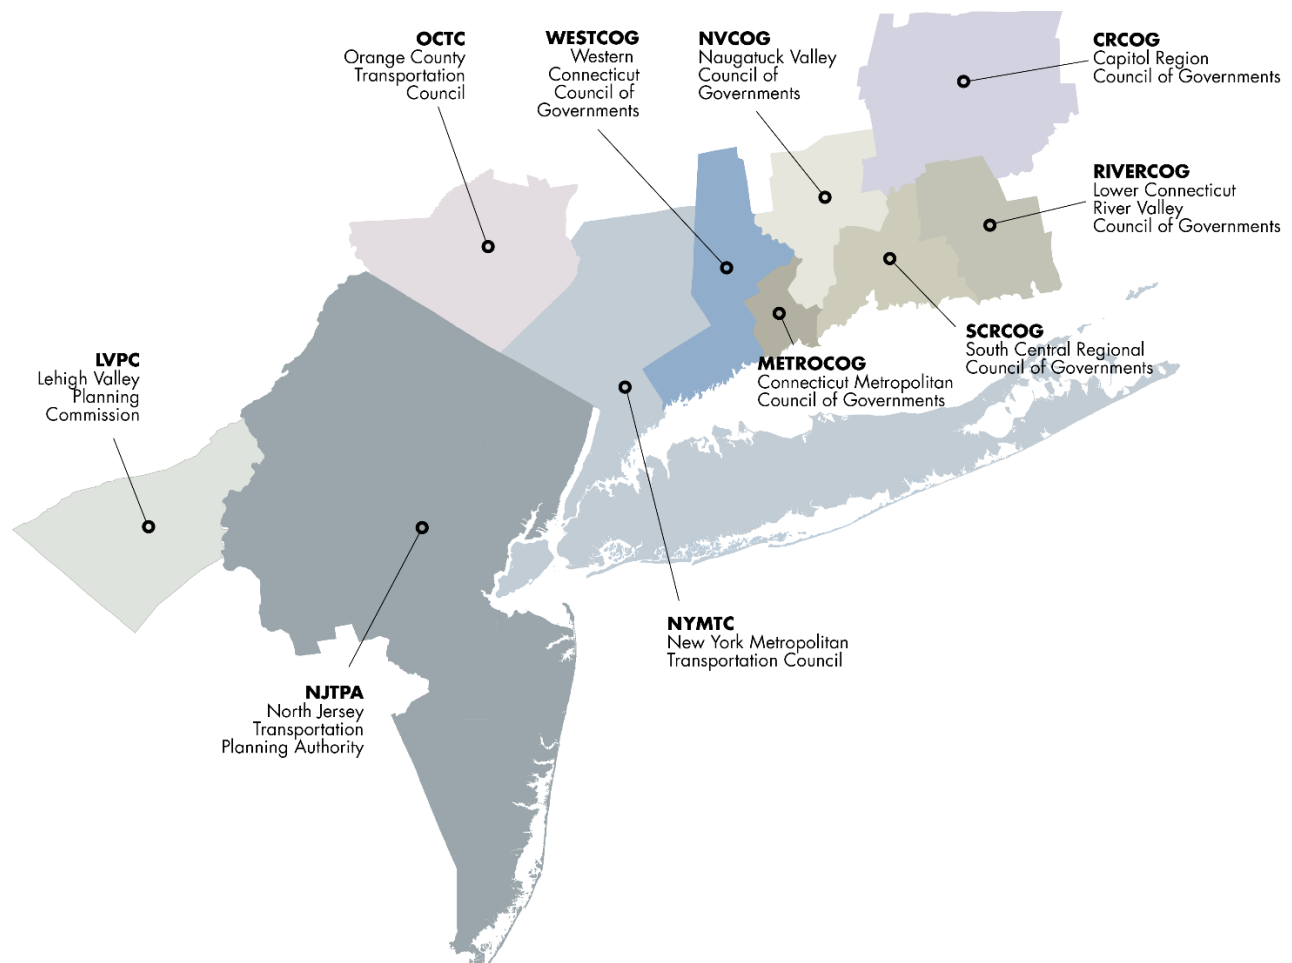 OCTC
Orange County
Transportation
Council
WESTCOG
Western
Connecticut
Council of
Governments
NVCOG
Naugatuck Valley
Council of
Governments
CRCOG
Capitol Region
Council of Governments
RIVERCOG
Lower Connecticut
River Valley
Council of Governments
SCRCOG
South Central Regional
Council of Governments
LVPC
Lehigh Valley
Planning
Commission
METROCOG
Connecticut Metropolitan
Council of Governments
NYMTC
New York Metropolitan
Transportation Council
NJTPA
North Jersey
Transportation
Planning Authority